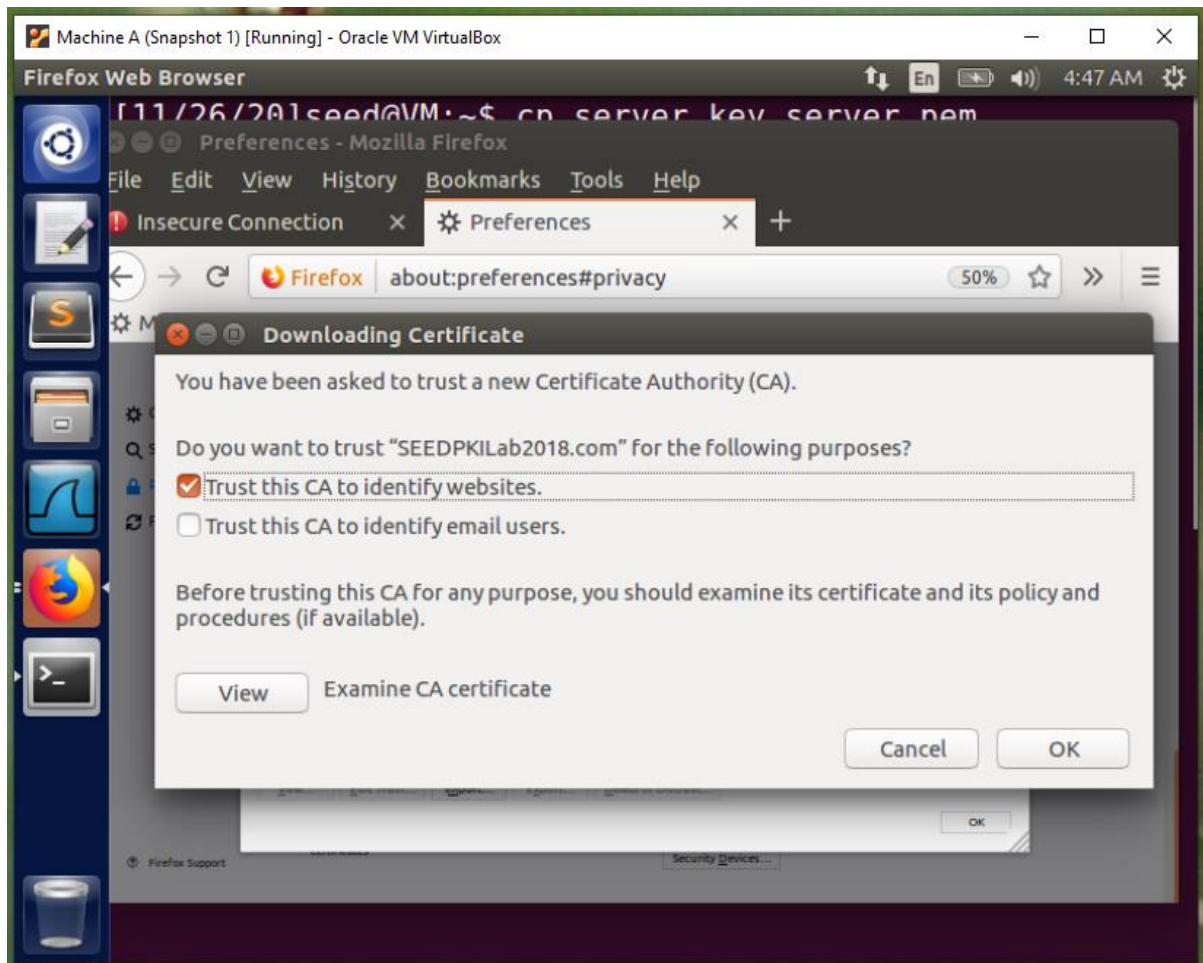 Machine A (Snapshot 1) [Running] - Oracle VM VirtualBox
Firefox Web Browser
En
4:47 AM
[11/26/20]seed@VM:~$ cp server.key server.pem
Preferences - Mozilla Firefox
File Edit View History Bookmarks Tools Help
Insecure Connection
Preferences
Firefox
about:preferences#privacy
50%
M
Downloading Certificate
You have been asked to trust a new Certificate Authority (CA).
Do you want to trust “SEEDPKILab2018.com” for the following purposes?
Trust this CA to identify websites.
Trust this CA to identify email users.
Before trusting this CA for any purpose, you should examine its certificate and its policy and
procedures (if available).
View
Examine CA certificate
Cancel
OK
OK
Firefox Support
Security Devices...